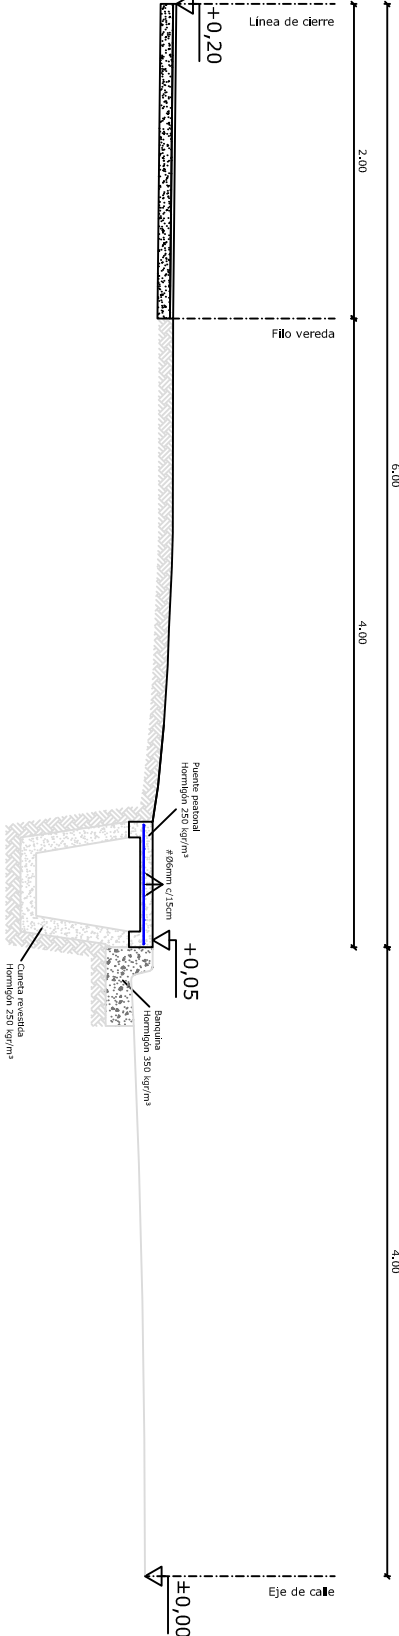 Línea de cierre
+0,20
2.00
Filo vereda
6.00
4.00
Puente peatonal
Hormigón 250 kgr/m³
#Ø6mm c/15cm
+0,05
Cuneta revestida
Hormigón 250 kgr/m³
Banquina
Hormigón 350 kgr/m³
4.00
Eje de calle
±0,00